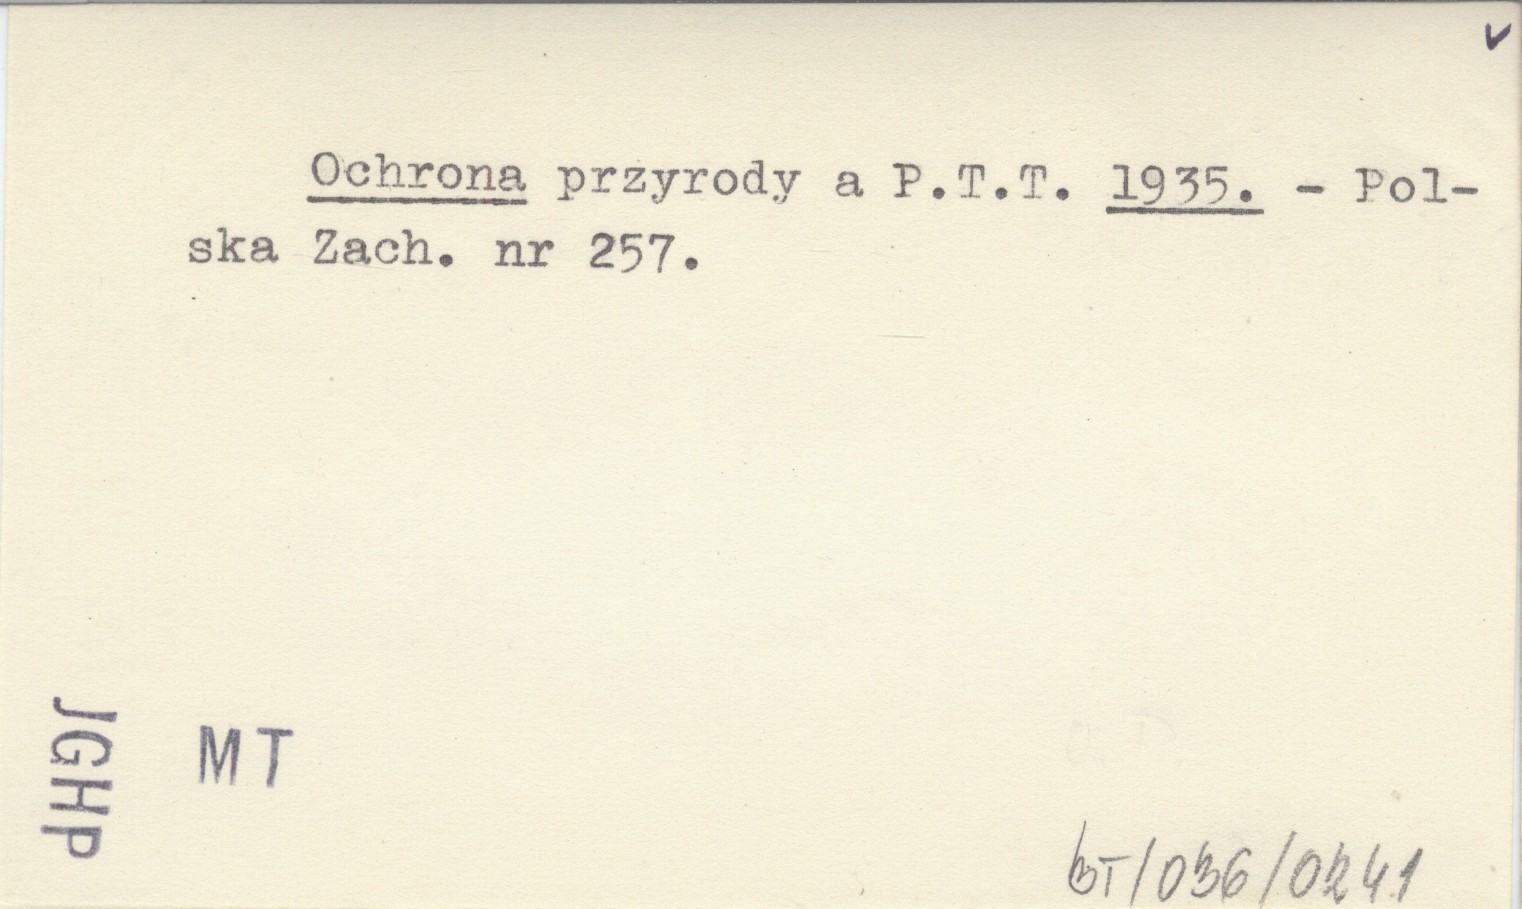 Ochrona przyrody a P.T.T. 1935. - Pol-
ska Zach. nr 257.
JGHP
MT
BT/036/0241